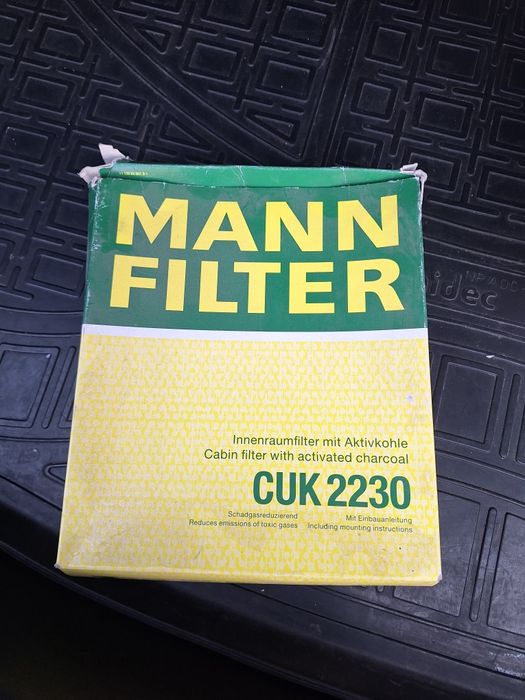 MANN
FILTER
Innenraumfilter mit Aktivkohle
Cabin filter with activated charcoal
CUK 2230
Schadgasreduzierend
Reduces emissions of toxic gases
Mit Einbauanleitung
Including mounting instructions